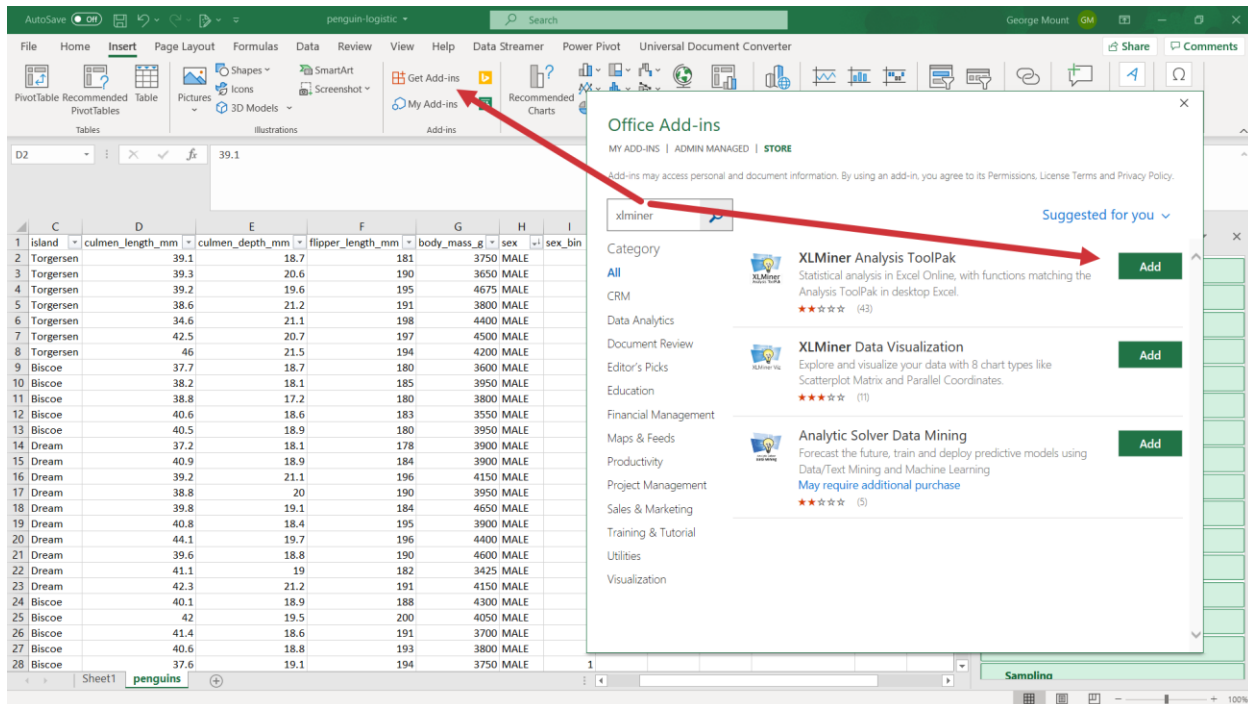 AutoSave Off penguin-logistic Search George Mount GM
File Home Insert Page Layout Formulas Data Review View Help Data Streamer Power Pivot Universal Document Converter Share Comments
PivotTable Recommended PivotTables Table
Pictures Shapes Icons 3D Models SmartArt Screenshot
Get Add-ins My Add-ins
Recommended Charts
Tables Illustrations Add-ins
D2 fx 39.1
C D E F G H I
1 island culmen_length_mm culmen_depth_mm flipper_length_mm body_mass_g sex sex_bin
2 Torgersen 39.1 18.7 181 3750 MALE
3 Torgersen 39.3 20.6 190 3650 MALE
4 Torgersen 39.2 19.6 195 4675 MALE
5 Torgersen 38.6 21.2 191 3800 MALE
6 Torgersen 34.6 21.1 198 4400 MALE
7 Torgersen 42.5 20.7 197 4500 MALE
8 Torgersen 46 21.5 194 4200 MALE
9 Biscoe 37.7 18.7 180 3600 MALE
10 Biscoe 38.2 18.1 185 3950 MALE
11 Biscoe 38.8 17.2 180 3800 MALE
12 Biscoe 40.6 18.6 183 3550 MALE
13 Biscoe 40.5 18.9 180 3950 MALE
14 Dream 37.2 18.1 178 3900 MALE
15 Dream 40.9 18.9 184 3900 MALE
16 Dream 39.2 21.1 196 4150 MALE
17 Dream 38.8 20 190 3950 MALE
18 Dream 39.8 19.1 184 4650 MALE
19 Dream 40.8 18.4 195 3900 MALE
20 Dream 44.1 19.7 196 4400 MALE
21 Dream 39.6 18.8 190 4600 MALE
22 Dream 41.1 19 182 3425 MALE
23 Dream 42.3 21.2 191 4150 MALE
24 Biscoe 40.1 18.9 188 4300 MALE
25 Biscoe 42 19.5 200 4050 MALE
26 Biscoe 41.4 18.6 191 3700 MALE
27 Biscoe 40.6 18.8 193 3800 MALE
28 Biscoe 37.6 19.1 194 3750 MALE 1
Sheet1 penguins
Office Add-ins
MY ADD-INS | ADMIN MANAGED | STORE
Add-ins may access personal and document information. By using an add-in, you agree to its Permissions, License Terms and Privacy Policy.
xlminer
Suggested for you
Category
All
CRM
Data Analytics
Document Review
Editor's Picks
Education
Financial Management
Maps & Feeds
Productivity
Project Management
Sales & Marketing
Training & Tutorial
Utilities
Visualization
XLMiner Analysis ToolPak
Statistical analysis in Excel Online, with functions matching the
Analysis ToolPak in desktop Excel.
(43)
Add
XLMiner Data Visualization
Explore and visualize your data with 8 chart types like
Scatterplot Matrix and Parallel Coordinates.
(11)
Add
Analytic Solver Data Mining
Forecast the future, train and deploy predictive models using
Data/Text Mining and Machine Learning
May require additional purchase
(5)
Add
Sampling
100%